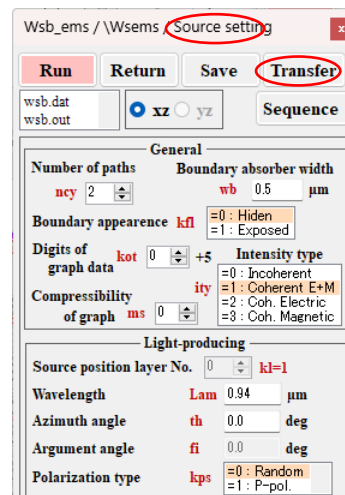 Wsb_ems / \Wsems / Source setting x
Run Return Save Transfer
wsb.dat
wsb.out
xz yz Sequence
General
Number of paths Boundary absorber width
ncy 2 wb 0.5 μm
Boundary appearence kfl =0 : Hiden
=1 : Exposed
Digits of
graph data kot 0 +5 Intensity type
ity =0 : Incoherent
=1 : Coherent E+M
=2 : Coh. Electric
=3 : Coh. Magnetic
Compressibility
of graph ms 0
Light-producing
Source position layer No. 0 kl=1
Wavelength Lam 0.94 μm
Azimuth angle th 0.0 deg
Argument angle fi 0.0 deg
Polarization type kps =0 : Random
=1 : P-pol.